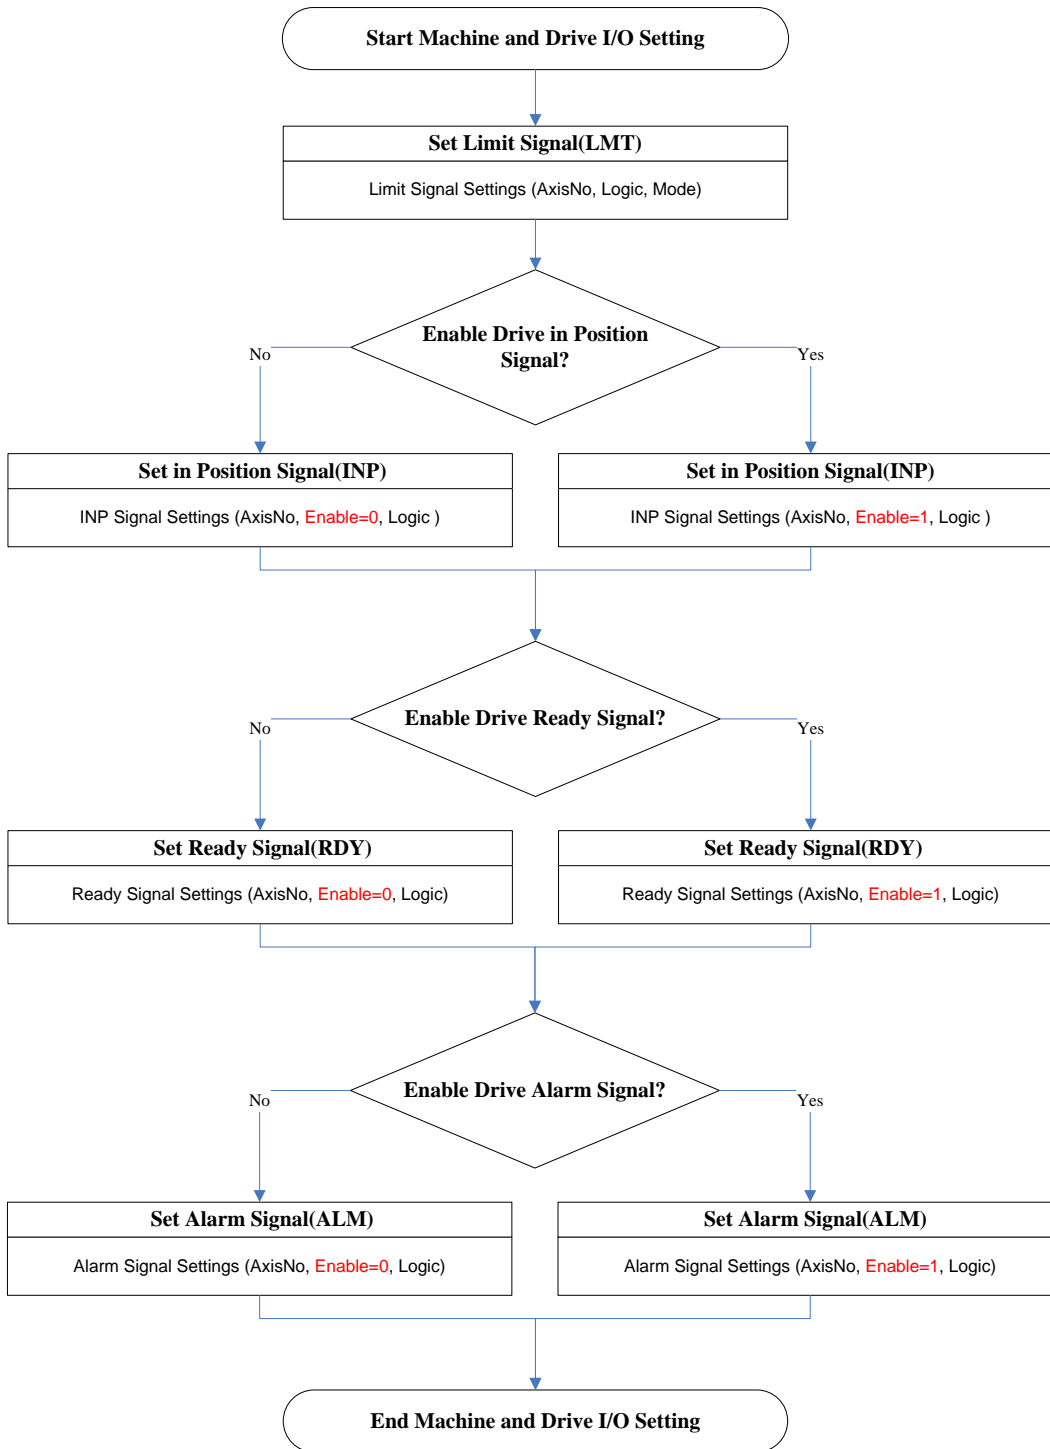 Start Machine and Drive I/O Setting
Set Limit Signal(LMT)
Limit Signal Settings (AxisNo, Logic, Mode)
Enable Drive in Position
Signal?
No
Yes
Set in Position Signal(INP)
INP Signal Settings (AxisNo, Enable=0, Logic )
Set in Position Signal(INP)
INP Signal Settings (AxisNo, Enable=1, Logic )
Enable Drive Ready Signal?
No
Yes
Set Ready Signal(RDY)
Ready Signal Settings (AxisNo, Enable=0, Logic)
Set Ready Signal(RDY)
Ready Signal Settings (AxisNo, Enable=1, Logic)
Enable Drive Alarm Signal?
No
Yes
Set Alarm Signal(ALM)
Alarm Signal Settings (AxisNo, Enable=0, Logic)
Set Alarm Signal(ALM)
Alarm Signal Settings (AxisNo, Enable=1, Logic)
End Machine and Drive I/O Setting